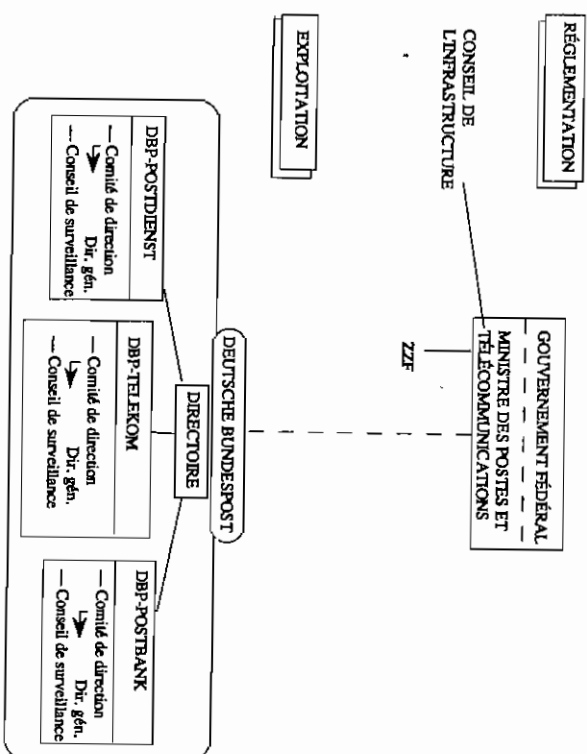 RÉGLEMENTATION
GOUVERNEMENT FÉDÉRAL
MINISTRE DES POSTES ET
TÉLÉCOMMUNICATIONS
CONSEIL DE
L'INFRASTRUCTURE
ZZF
EXPLOITATION
DEUTSCHE BUNDESPOST
DIRECTOIRE
DBP-POSTDIENST
— Comité de direction
Dir. gén.
— Conseil de surveillance
DBP-TELEKOM
— Comité de direction
Dir. gén.
— Conseil de surveillance
DBP-POSTBANK
— Comité de direction
Dir. gén.
— Conseil de surveillance